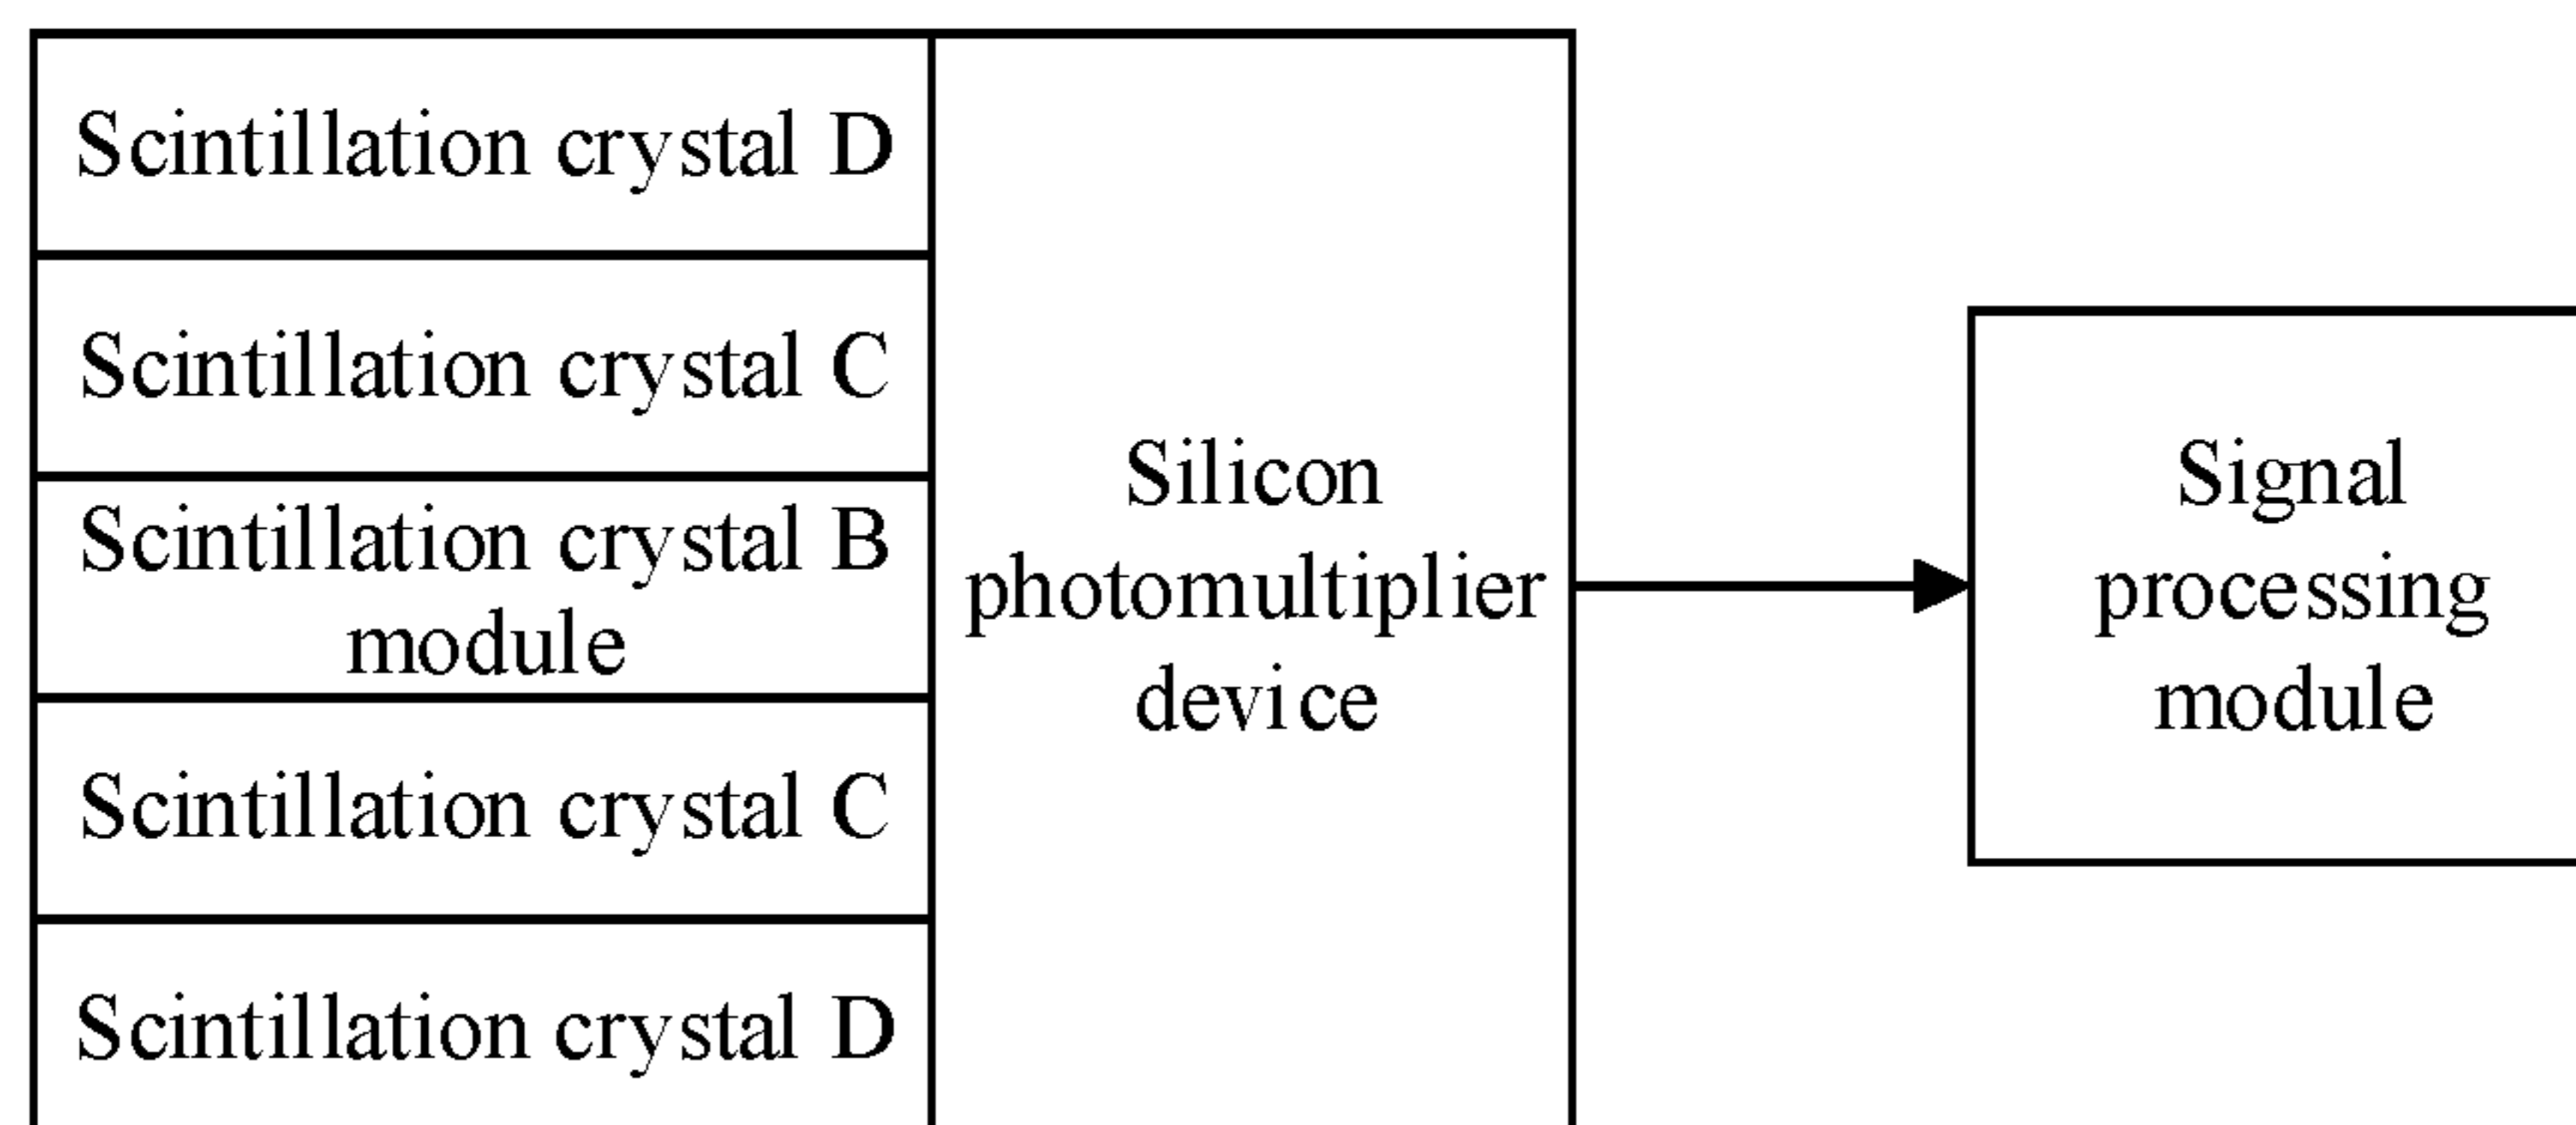 Scintillation crystal D
Scintillation crystal C
Scintillation crystal B
module
Scintillation crystal C
Scintillation crystal D
Silicon
photomultiplier
device
Signal
processing
module